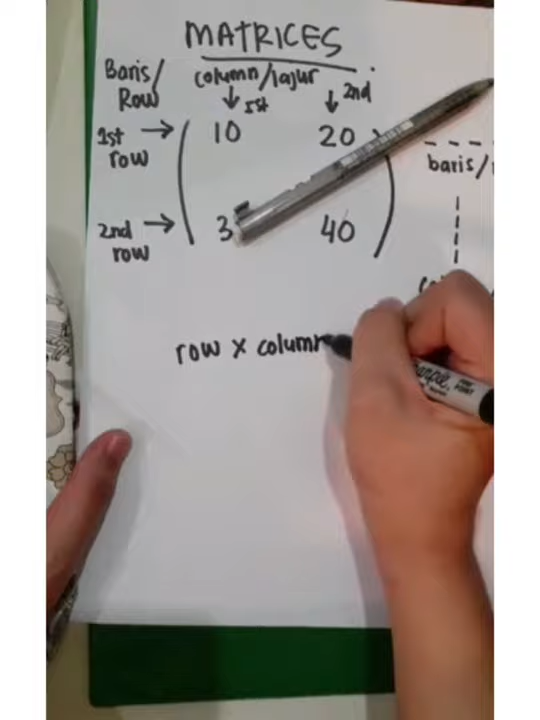 MATRICES
Baris/
Row
column/lajur
1st
2nd
1st row
10 20
2nd row
3 40
baris/
row x column